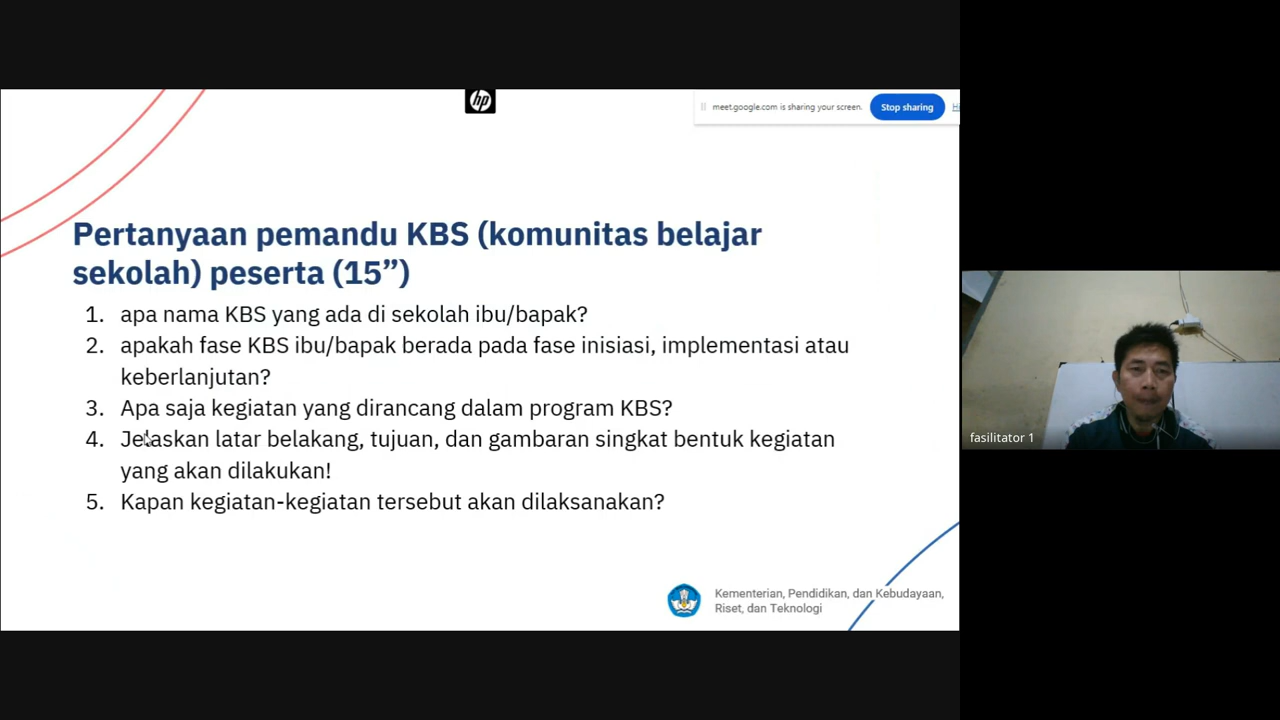 hp
meet.google.com is sharing your screen.
Stop sharing
Pertanyaan pemandu KBS (komunitas belajar
sekolah) peserta (15”)
1. apa nama KBS yang ada di sekolah ibu/bapak?
2. apakah fase KBS ibu/bapak berada pada fase inisiasi, implementasi atau
keberlanjutan?
3. Apa saja kegiatan yang dirancang dalam program KBS?
4. Jelaskan latar belakang, tujuan, dan gambaran singkat bentuk kegiatan
yang akan dilakukan!
5. Kapan kegiatan-kegiatan tersebut akan dilaksanakan?
Kementerian, Pendidikan, dan Kebudayaan,
Riset, dan Teknologi
fasilitator 1